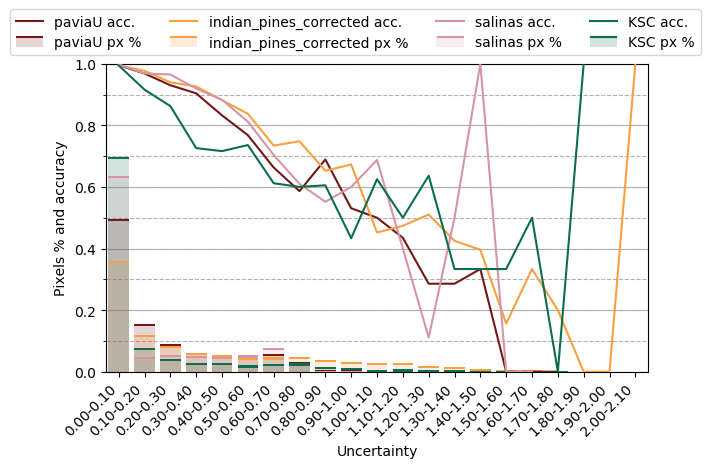 paviaU acc. indian_pines_corrected acc. salinas acc. KSC acc.
paviaU px % indian_pines_corrected px % salinas px % KSC px %
1.0
0.8
0.6
0.4
0.2
0.0
Pixels % and accuracy
0.00-0.10 0.10-0.20 0.20-0.30 0.30-0.40 0.40-0.50 0.50-0.60 0.60-0.70 0.70-0.80 0.80-0.90 0.90-1.00 1.00-1.10 1.10-1.20 1.20-1.30 1.30-1.40 1.40-1.50 1.50-1.60 1.60-1.70 1.70-1.80 1.80-1.90 1.90-2.00 2.00-2.10
Uncertainty